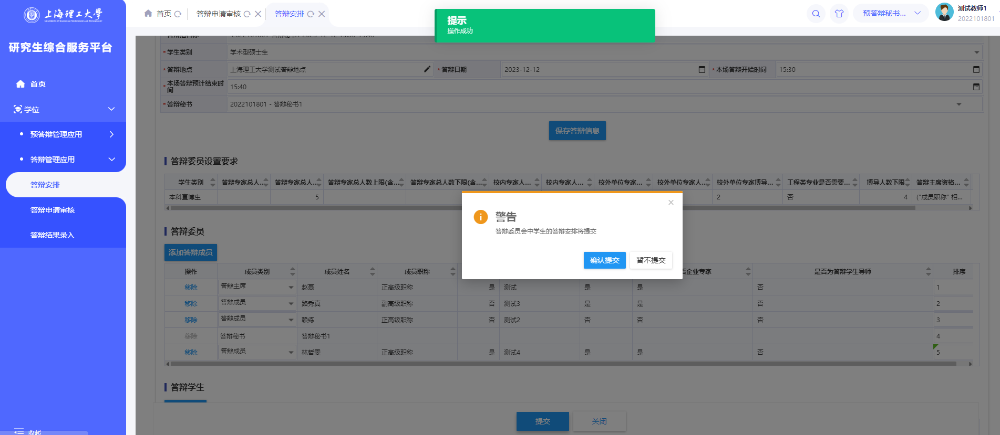 上海理工大学
UNIVERSITY OF SHANGHAI FOR SCIENCE AND TECHNOLOGY
研究生综合服务平台
首页
学位
预答辩管理应用
答辩管理应用
答辩安排
答辩申请审核
答辩结果录入
收起
首页 答辩申请审核 答辩安排
预答辩秘书... 测试教师1
2022101801
提示
操作成功
*学生类别 学术型硕士生
*答辩地点 上海理工大学测试答辩地点 *答辩日期 2023-12-12 *本场答辩开始时间 15:30
*本场答辩预计结束时间 15:40
*答辩秘书 2022101801 - 答辩秘书1
保存答辩信息
答辩委员设置要求
学生类别 答辩专家总人... 答辩专家总人... 答辩专家总人数上限(含... 答辩专家总人数下限(含... 校内专家人... 校内专家人... 校外单位专家... 校外单位专家人... 校外单位专家博导... 工程类专业是否需要... 博导人数下限 答辩主席资格...
本科直博生 5 2 否 4 ("成员职称" 相...
警告
答辩委员会中学生的答辩安排将提交
确认提交 暂不提交
答辩委员
添加答辩成员
操作 成员类别 成员姓名 成员职称 否企业专家 是否为答辩学生导师 排序
移除 答辩主席 赵磊 正高级职称 是 测试 是 是 否 1
移除 答辩成员 路秀真 副高级职称 否 测试3 是 是 否 2
移除 答辩成员 赖练 正高级职称 否 测试2 否 否 否 3
移除 答辩秘书 答辩秘书1 4
移除 答辩成员 林哲雯 正高级职称 是 测试4 是 是 否 5
答辩学生
提交 关闭